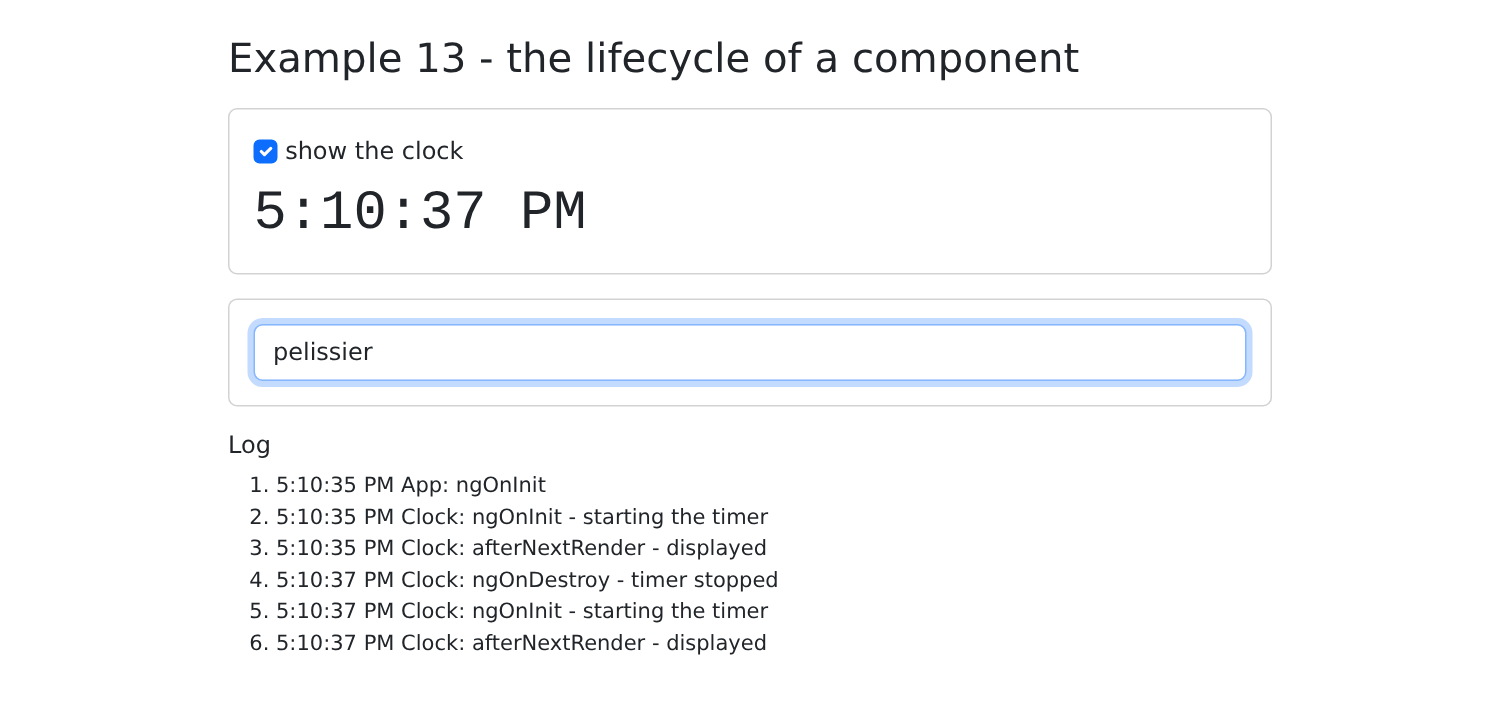 Example 13 - the lifecycle of a component
show the clock
5:10:37 PM
pelissier
Log
1. 5:10:35 PM App: ngOnInit
2. 5:10:35 PM Clock: ngOnInit - starting the timer
3. 5:10:35 PM Clock: afterNextRender - displayed
4. 5:10:37 PM Clock: ngOnDestroy - timer stopped
5. 5:10:37 PM Clock: ngOnInit - starting the timer
6. 5:10:37 PM Clock: afterNextRender - displayed